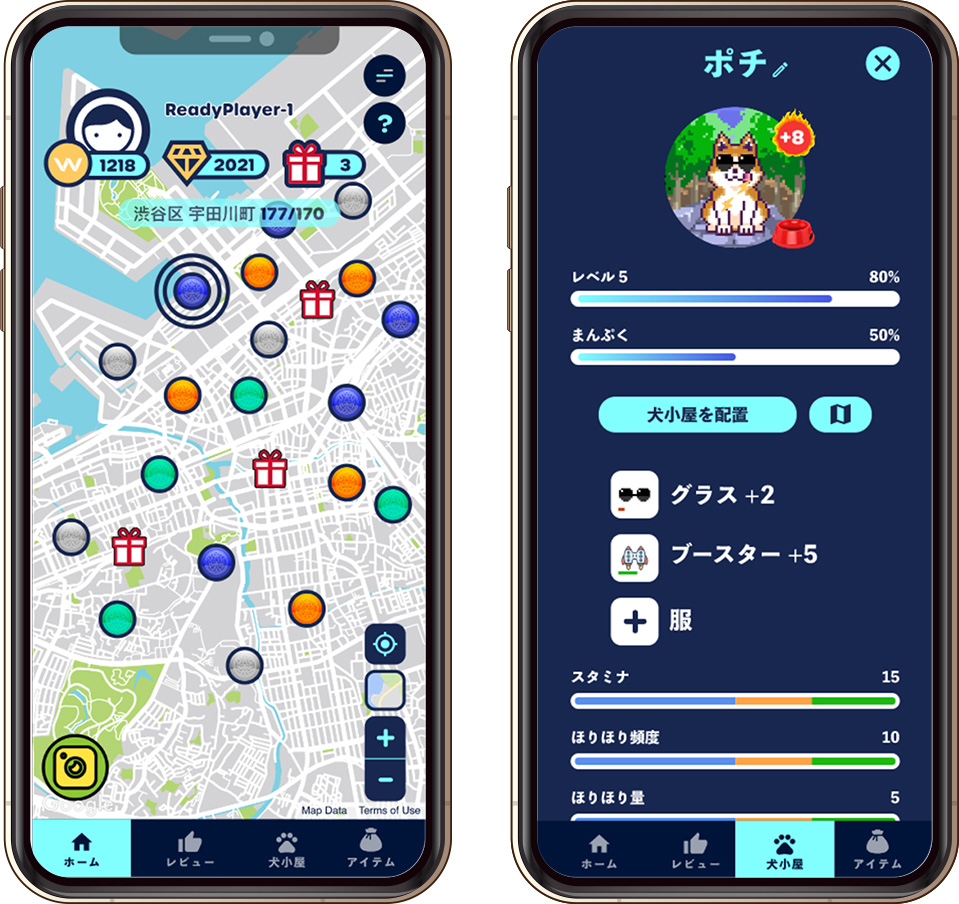 ReadyPlayer-1
?
W 1218
2021
3
渋谷区 宇田川町 177/170
Google
Map Data Terms of Use
ホーム
レビュー
犬小屋
アイテム
ポチ
+8
レベル 5 80%
まんぷく 50%
犬小屋を配置
グラス +2
ブースター +5
服
スタミナ 15
ほりほり頻度 10
ほりほり量 5
ホーム
レビュー
犬小屋
アイテム